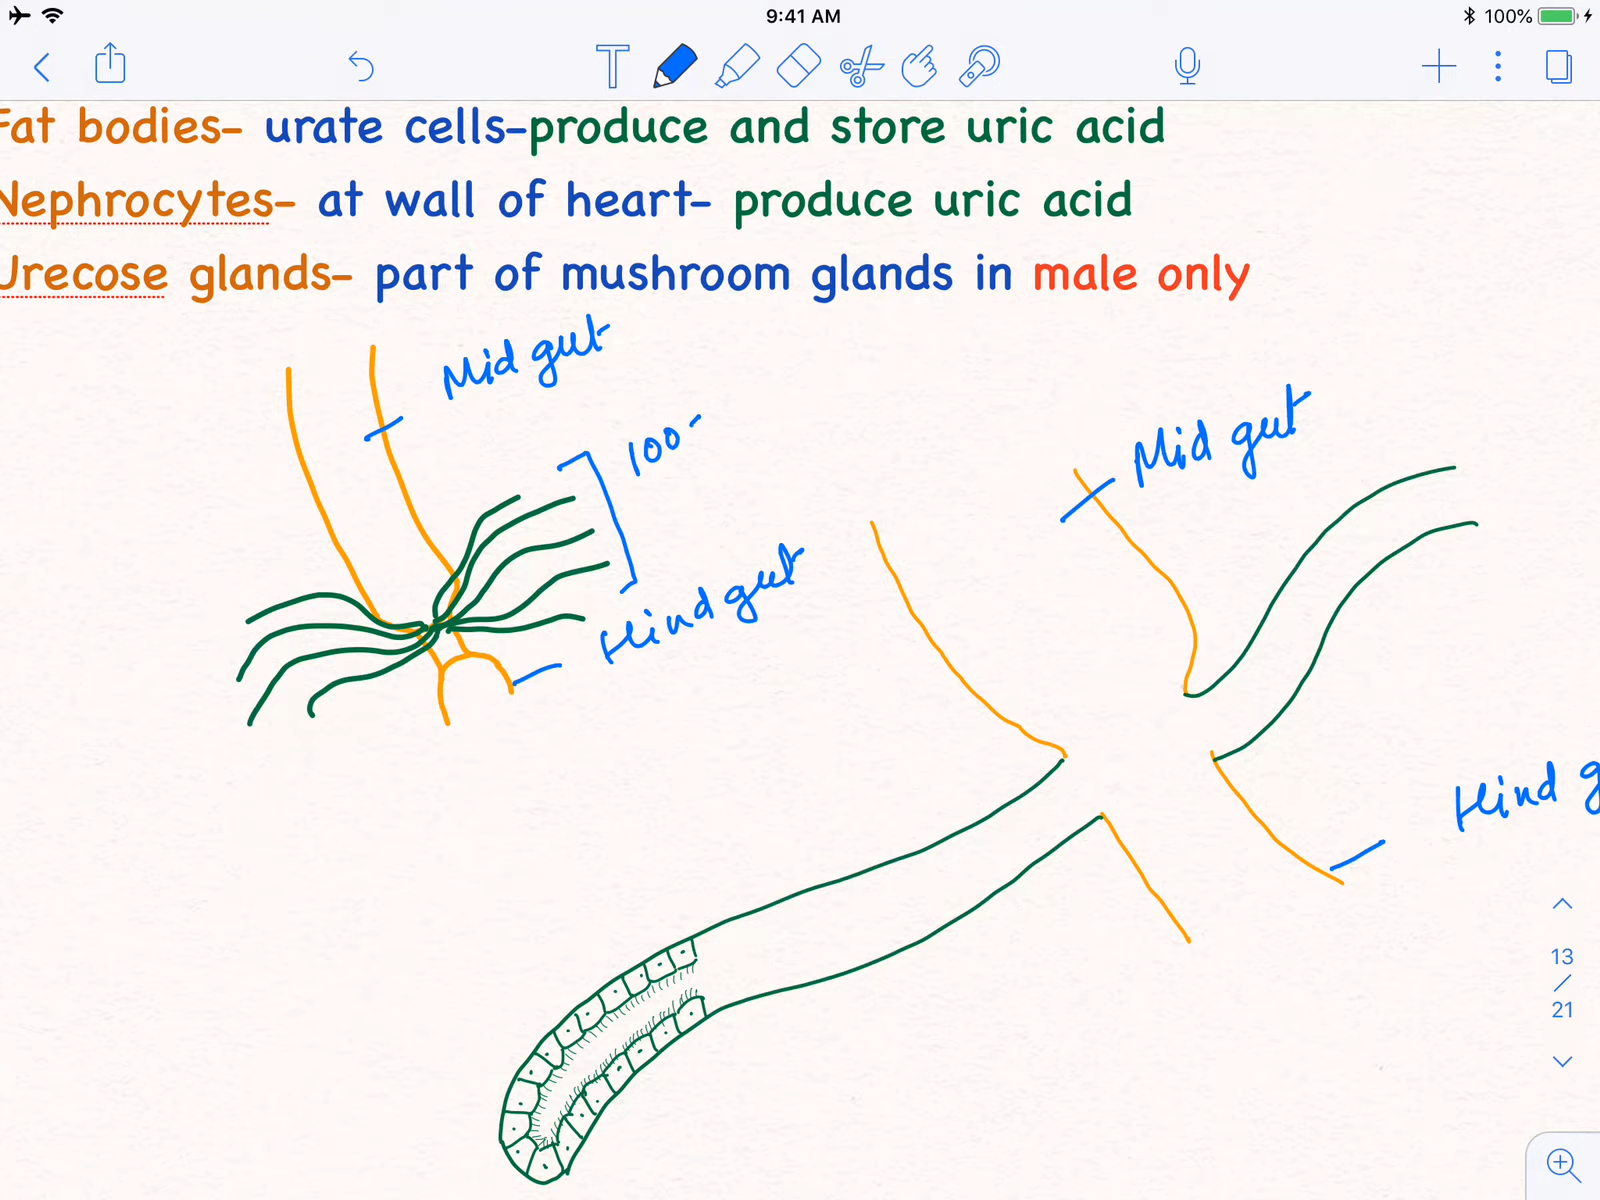 9:41 AM
100%
Fat bodies- urate cells-produce and store uric acid
Nephrocytes- at wall of heart- produce uric acid
Urecose glands- part of mushroom glands in male only
Mid gut
100-
Hind gut
Mid gut
Hind g
13
/
21